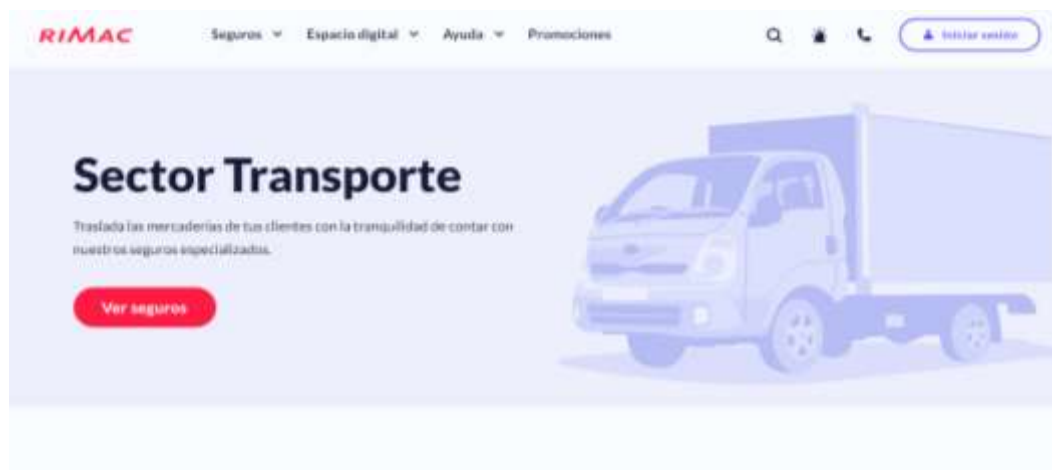 RIMAC
Seguros
Espacio digital
Ayuda
Promociones
Iniciar sesión
Sector Transporte
Traslada las mercaderías de tus clientes con la tranquilidad de contar con
nuestros seguros especializados.
Ver seguros